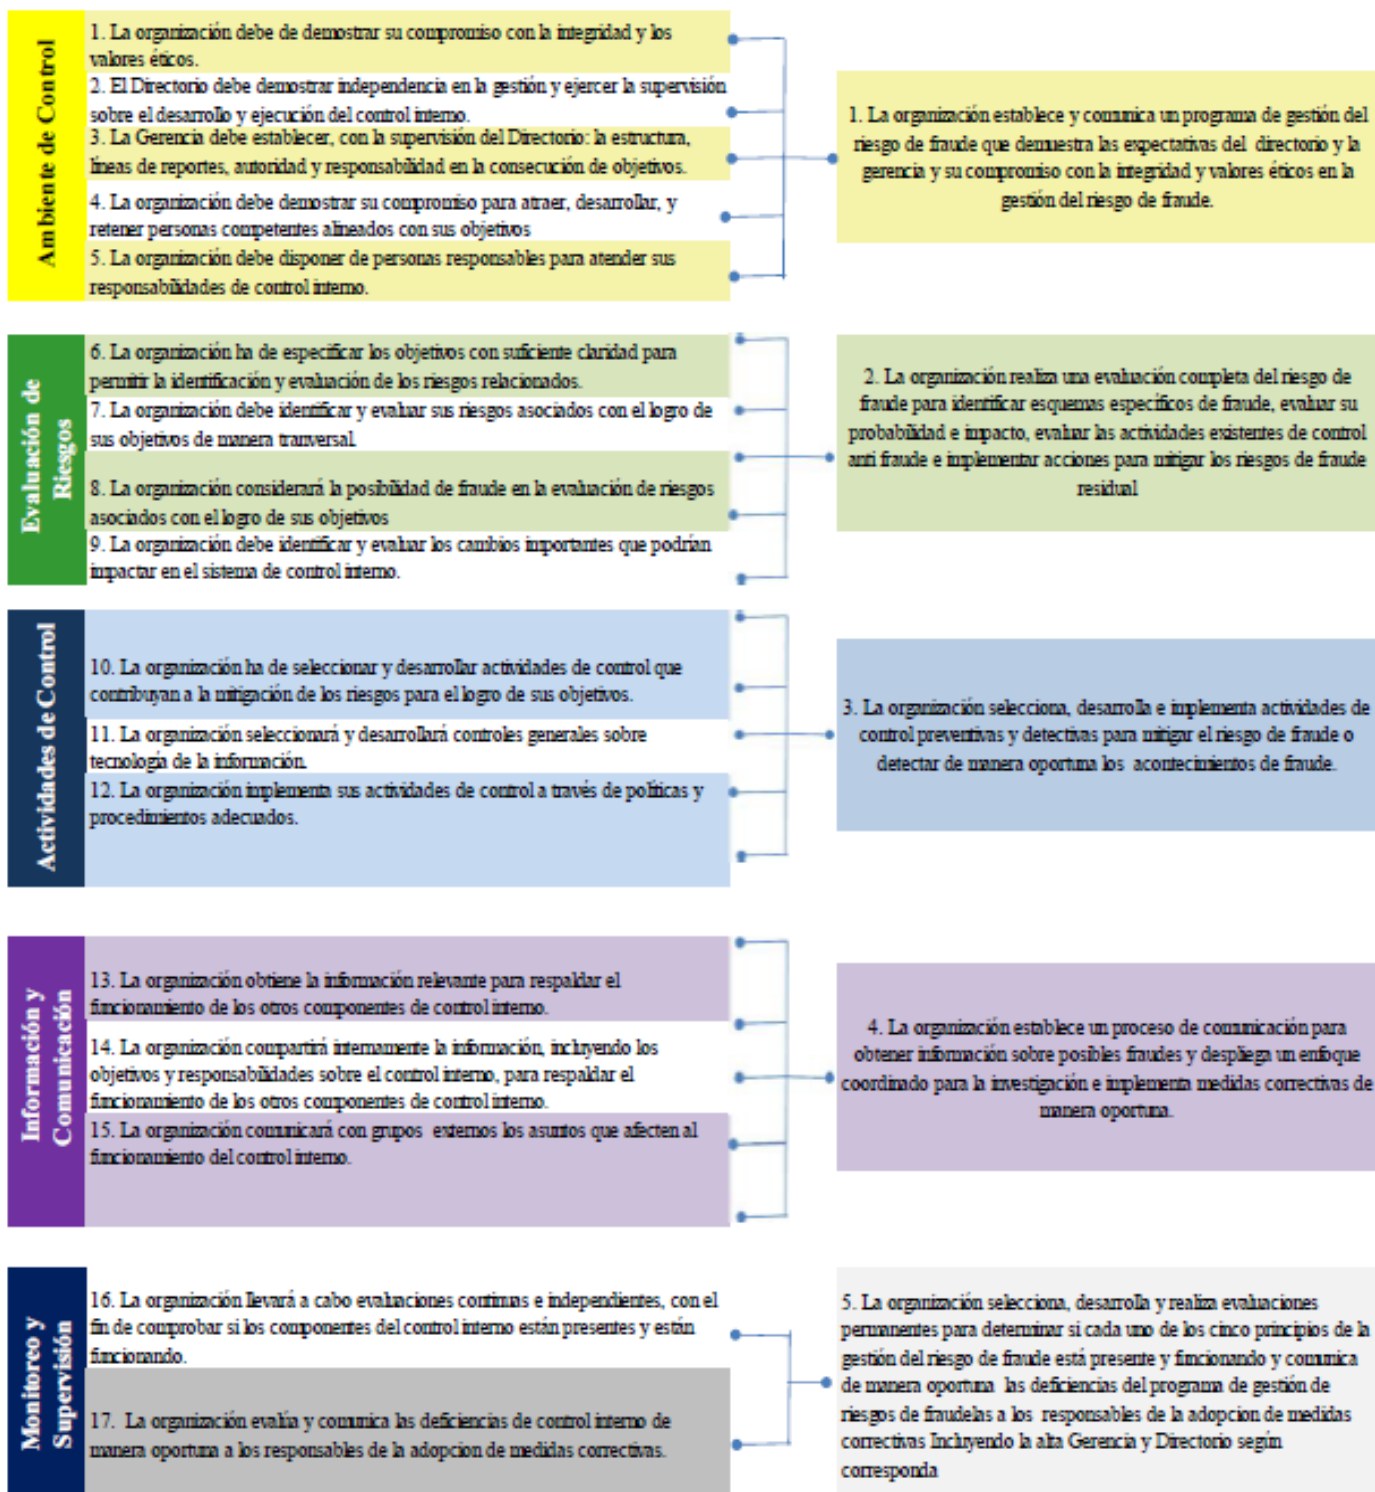 Ambiente de Control
1. La organización debe de demostrar su compromiso con la integridad y los
valores éticos.
2. El Directorio debe demostrar independencia en la gestión y ejercer la supervisión
sobre el desarrollo y ejecución del control interno.
3. La Gerencia debe establecer, con la supervisión del Directorio: la estructura,
líneas de reportes, autoridad y responsabilidad en la consecución de objetivos.
4. La organización debe demostrar su compromiso para atraer, desarrollar, y
retener personas competentes alineados con sus objetivos
5. La organización debe disponer de personas responsables para atender sus
responsabilidades de control interno.
1. La organización establece y comunica un programa de gestión del
riesgo de fraude que demuestra las expectativas del directorio y la
gerencia y su compromiso con la integridad y valores éticos en la
gestión del riesgo de fraude.
Evaluación de
Riesgos
6. La organización ha de especificar los objetivos con suficiente claridad para
permitir la identificación y evaluación de los riesgos relacionados.
7. La organización debe identificar y evaluar sus riesgos asociados con el logro de
sus objetivos de manera tranversal.
8. La organización considerará la posibilidad de fraude en la evaluación de riesgos
asociados con el logro de sus objetivos
9. La organización debe identificar y evaluar los cambios importantes que podrían
impactar en el sistema de control interno.
2. La organización realiza una evaluación completa del riesgo de
fraude para identificar esquemas específicos de fraude, evaluar su
probabilidad e impacto, evaluar las actividades existentes de control
anti fraude e implementar acciones para mitigar los riesgos de fraude
residual
Actividades de Control
10. La organización ha de seleccionar y desarrollar actividades de control que
contribuyan a la mitigación de los riesgos para el logro de sus objetivos.
11. La organización seleccionará y desarrollará controles generales sobre
tecnología de la información.
12. La organización implementa sus actividades de control a través de políticas y
procedimientos adecuados.
3. La organización selecciona, desarrolla e implementa actividades de
control preventivas y detectivas para mitigar el riesgo de fraude o
detectar de manera oportuna los acontecimientos de fraude.
Información y
Comunicación
13. La organización obtiene la información relevante para respaldar el
funcionamiento de los otros componentes de control interno.
14. La organización compartirá internamente la información, incluyendo los
objetivos y responsabilidades sobre el control interno, para respaldar el
funcionamiento de los otros componentes de control interno.
15. La organización comunicará con grupos externos los asuntos que afecten al
funcionamiento del control interno.
4. La organización establece un proceso de comunicación para
obtener información sobre posibles fraudes y despliega un enfoque
coordinado para la investigación e implementa medidas correctivas de
manera oportuna.
Monitoreo y
Supervisión
16. La organización llevará a cabo evaluaciones continuas e independientes, con el
fin de comprobar si los componentes del control interno están presentes y están
funcionando.
17. La organización evalúa y comunica las deficiencias de control interno de
manera oportuna a los responsables de la adopcion de medidas correctivas.
5. La organización selecciona, desarrolla y realiza evaluaciones
permanentes para determinar si cada uno de los cinco principios de la
gestión del riesgo de fraude está presente y funcionando y comunica
de manera oportuna las deficiencias del programa de gestión de
riesgos de fraudelas a los responsables de la adopcion de medidas
correctivas Incluyendo la alta Gerencia y Directorio según
corresponda